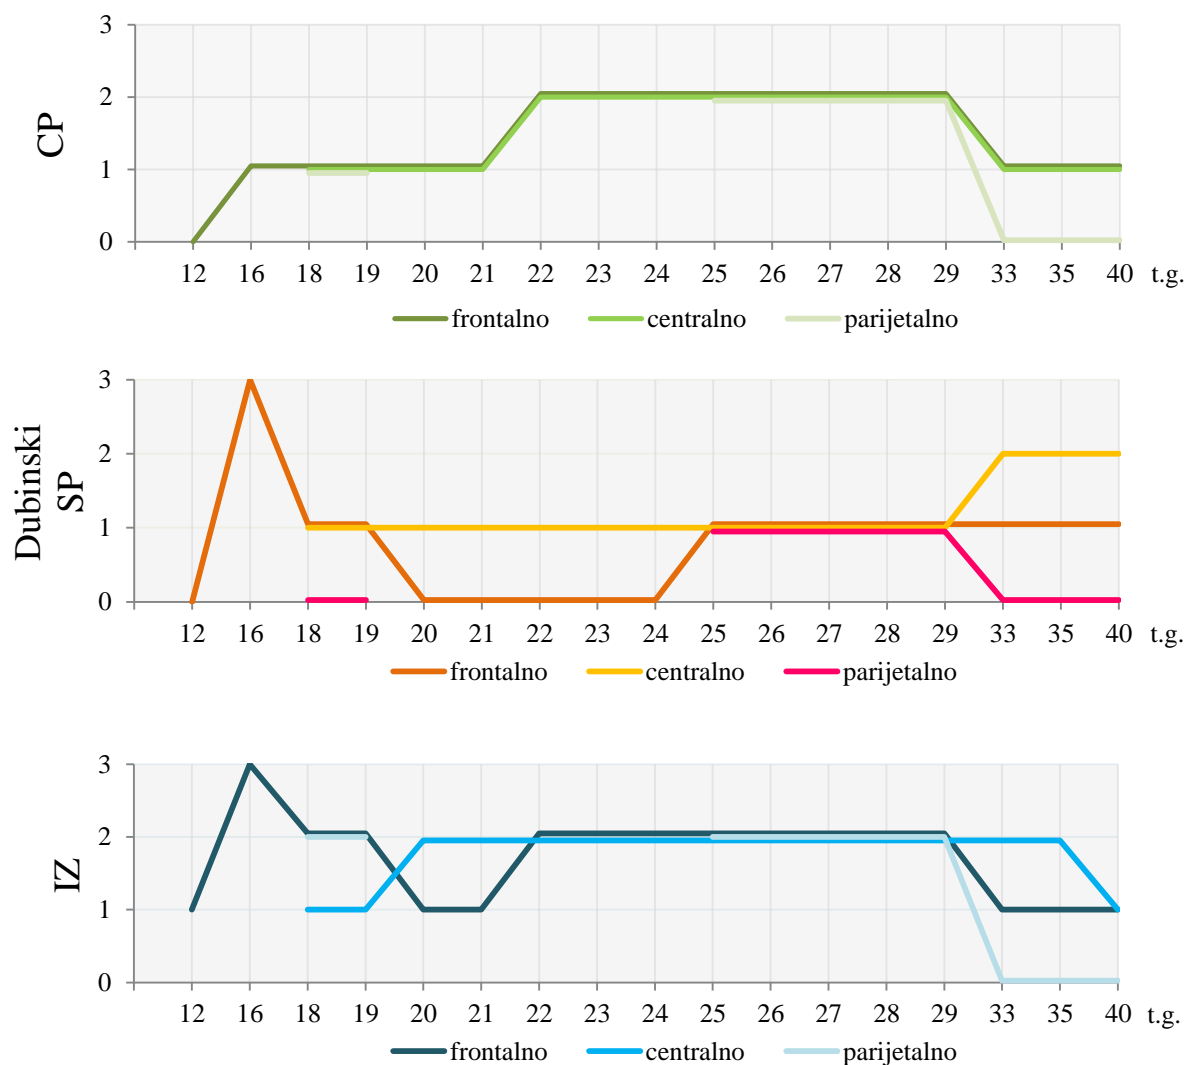 3
2
1
0
CP
12 16 18 19 20 21 22 23 24 25 26 27 28 29 33 35 40 t.g.
frontalno centralno parijetalno
3
2
1
0
Dubinski
SP
12 16 18 19 20 21 22 23 24 25 26 27 28 29 33 35 40 t.g.
frontalno centralno parijetalno
3
2
1
0
IZ
12 16 18 19 20 21 22 23 24 25 26 27 28 29 33 35 40 t.g.
frontalno centralno parijetalno